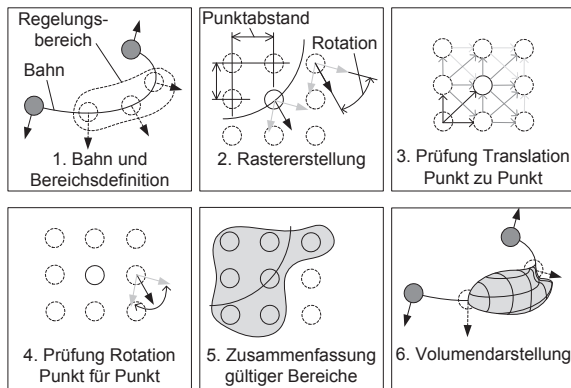 Regelungs-
bereich
Bahn
1. Bahn und
Bereichsdefinition
Punktabstand
Rotation
2. Rastererstellung
3. Prüfung Translation
Punkt zu Punkt
4. Prüfung Rotation
Punkt für Punkt
5. Zusammenfassung
gültiger Bereiche
6. Volumendarstellung